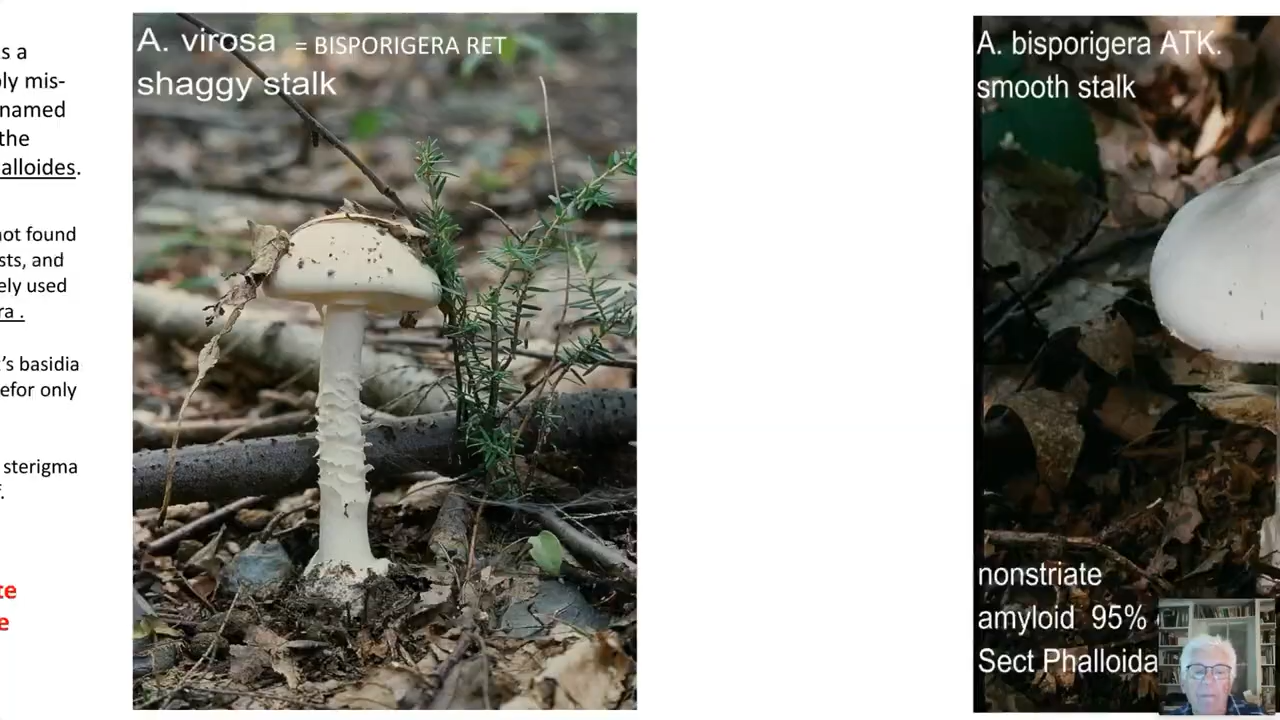 s a
ly mis-
named
the
alloides.
ot found
sts, and
ely used
ra .
's basidia
efor only
sterigma
te
e
A. virosa = BISPORIGERA RET
shaggy stalk
A. bisporigera ATK.
smooth stalk
nonstriate
amyloid 95%
Sect Phalloida